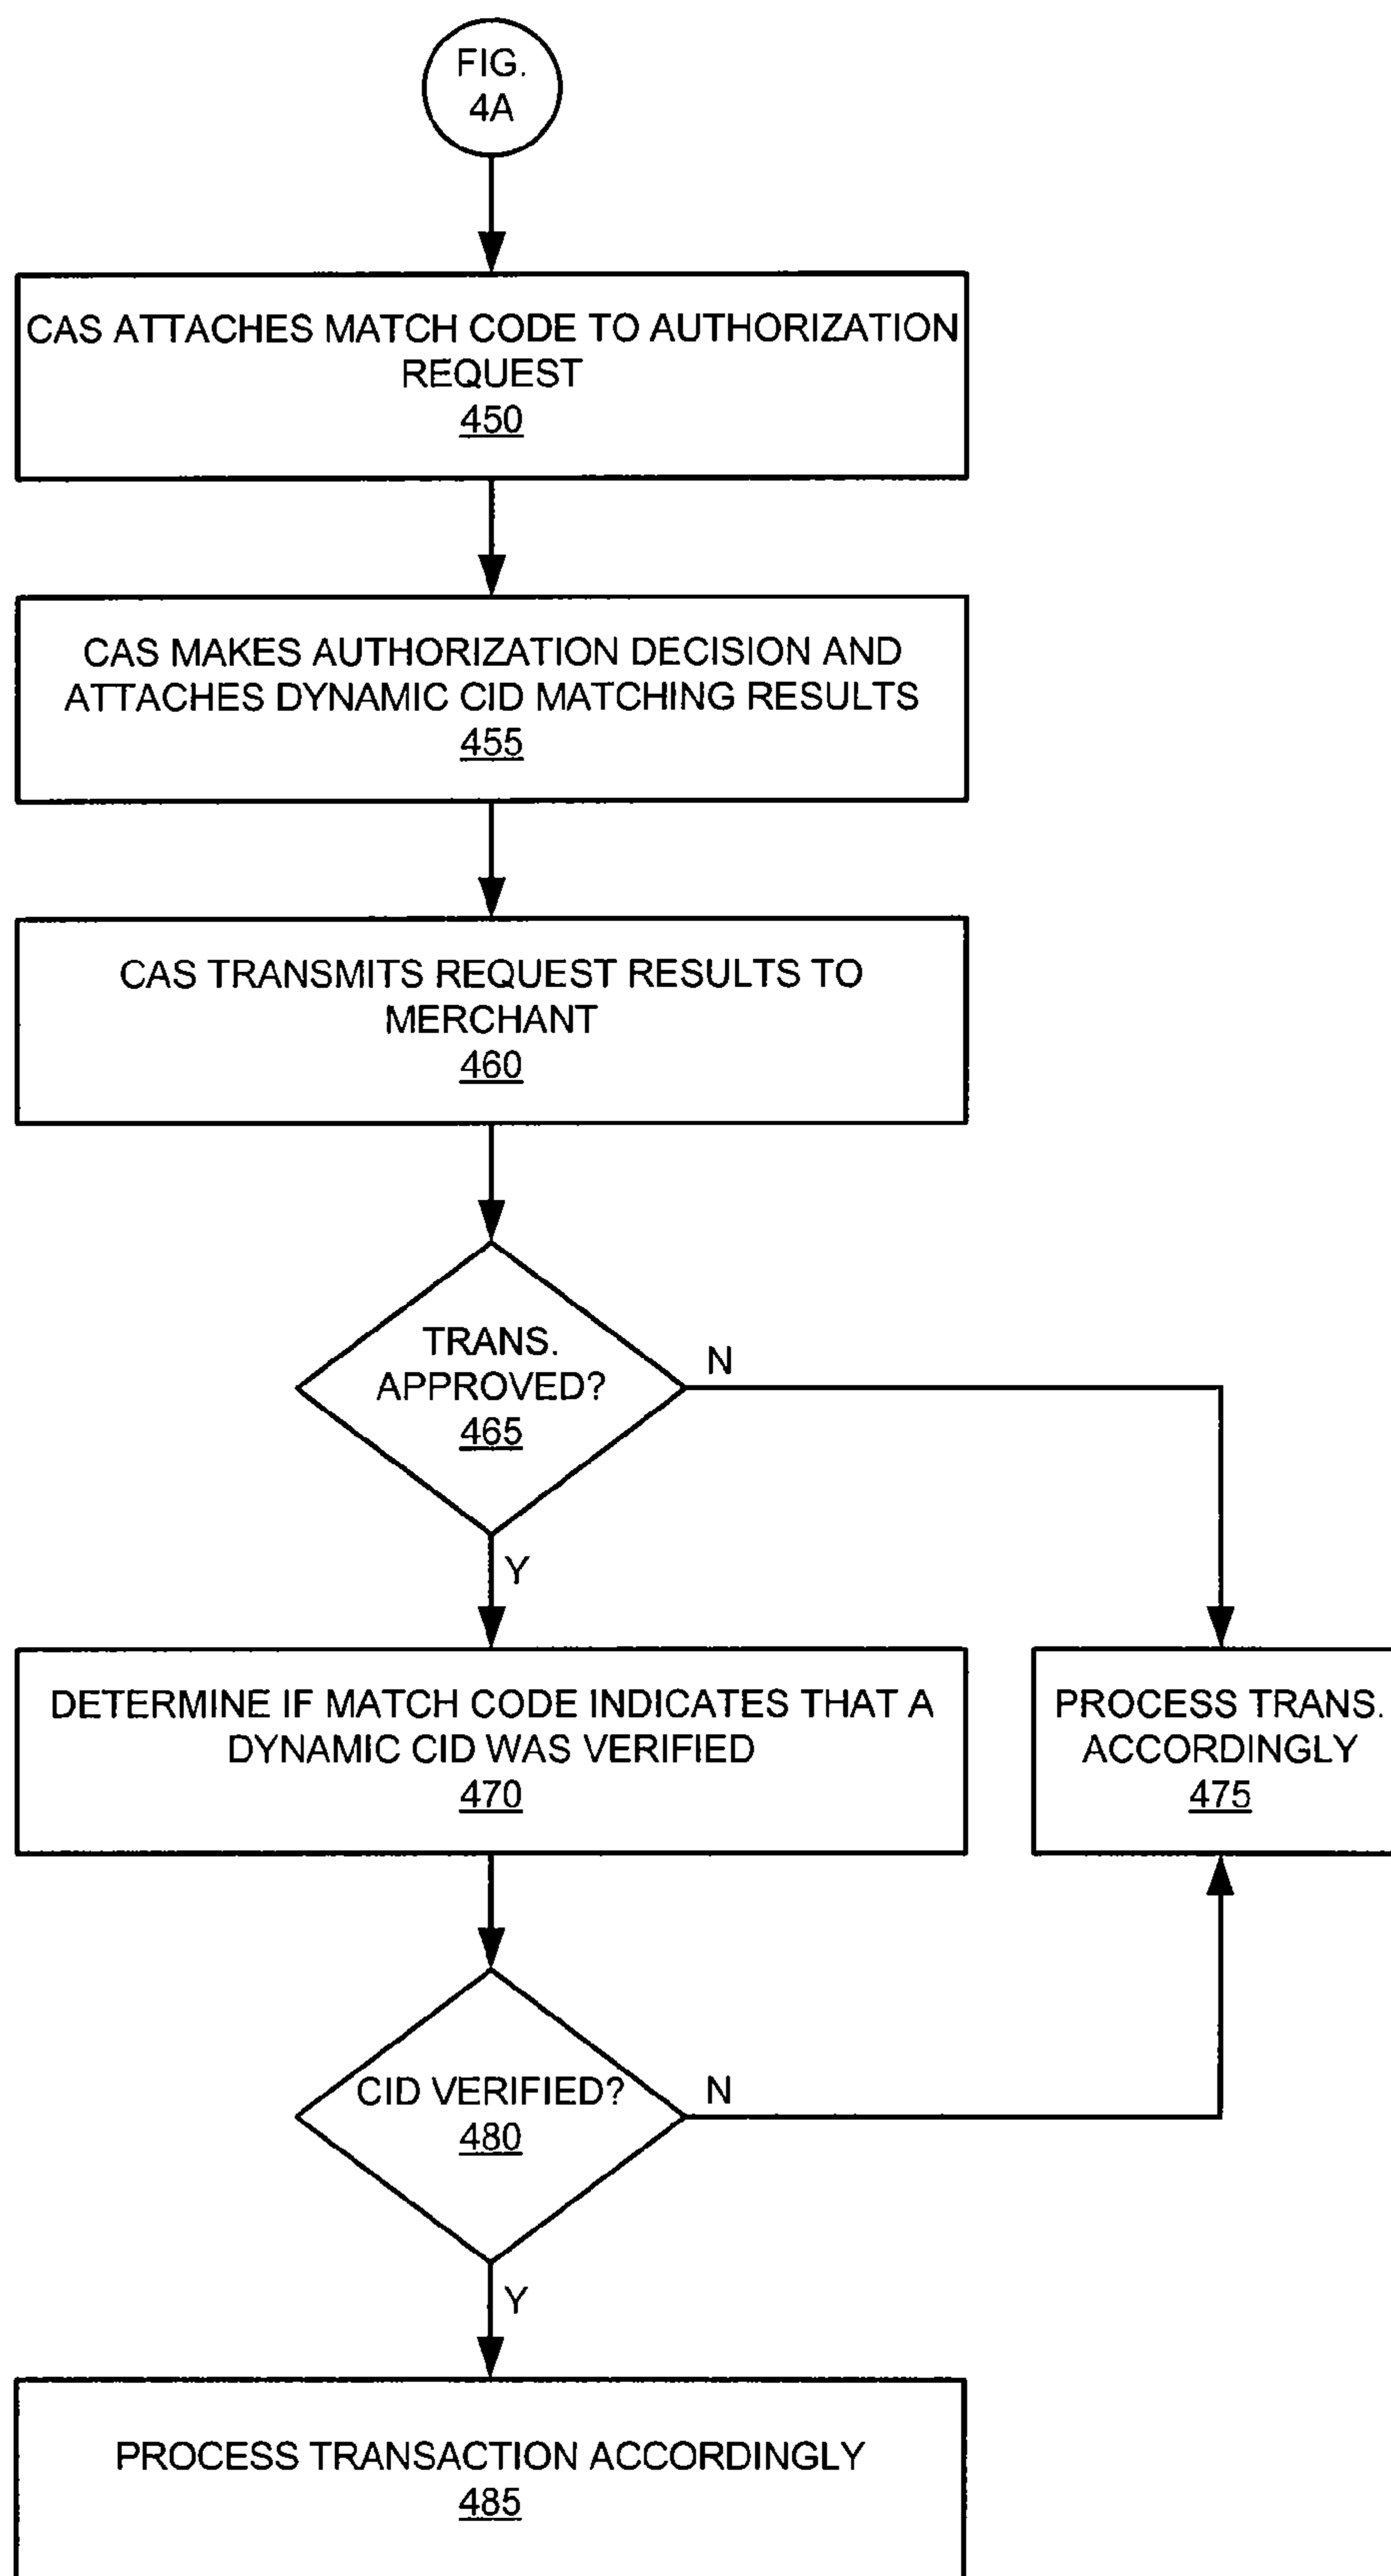 FIG.
4A
CAS ATTACHES MATCH CODE TO AUTHORIZATION
REQUEST
450
CAS MAKES AUTHORIZATION DECISION AND
ATTACHES DYNAMIC CID MATCHING RESULTS
455
CAS TRANSMITS REQUEST RESULTS TO
MERCHANT
460
TRANS.
APPROVED?
465
N
Y
DETERMINE IF MATCH CODE INDICATES THAT A
DYNAMIC CID WAS VERIFIED
470
PROCESS TRANS.
ACCORDINGLY
475
CID VERIFIED?
480
N
Y
PROCESS TRANSACTION ACCORDINGLY
485